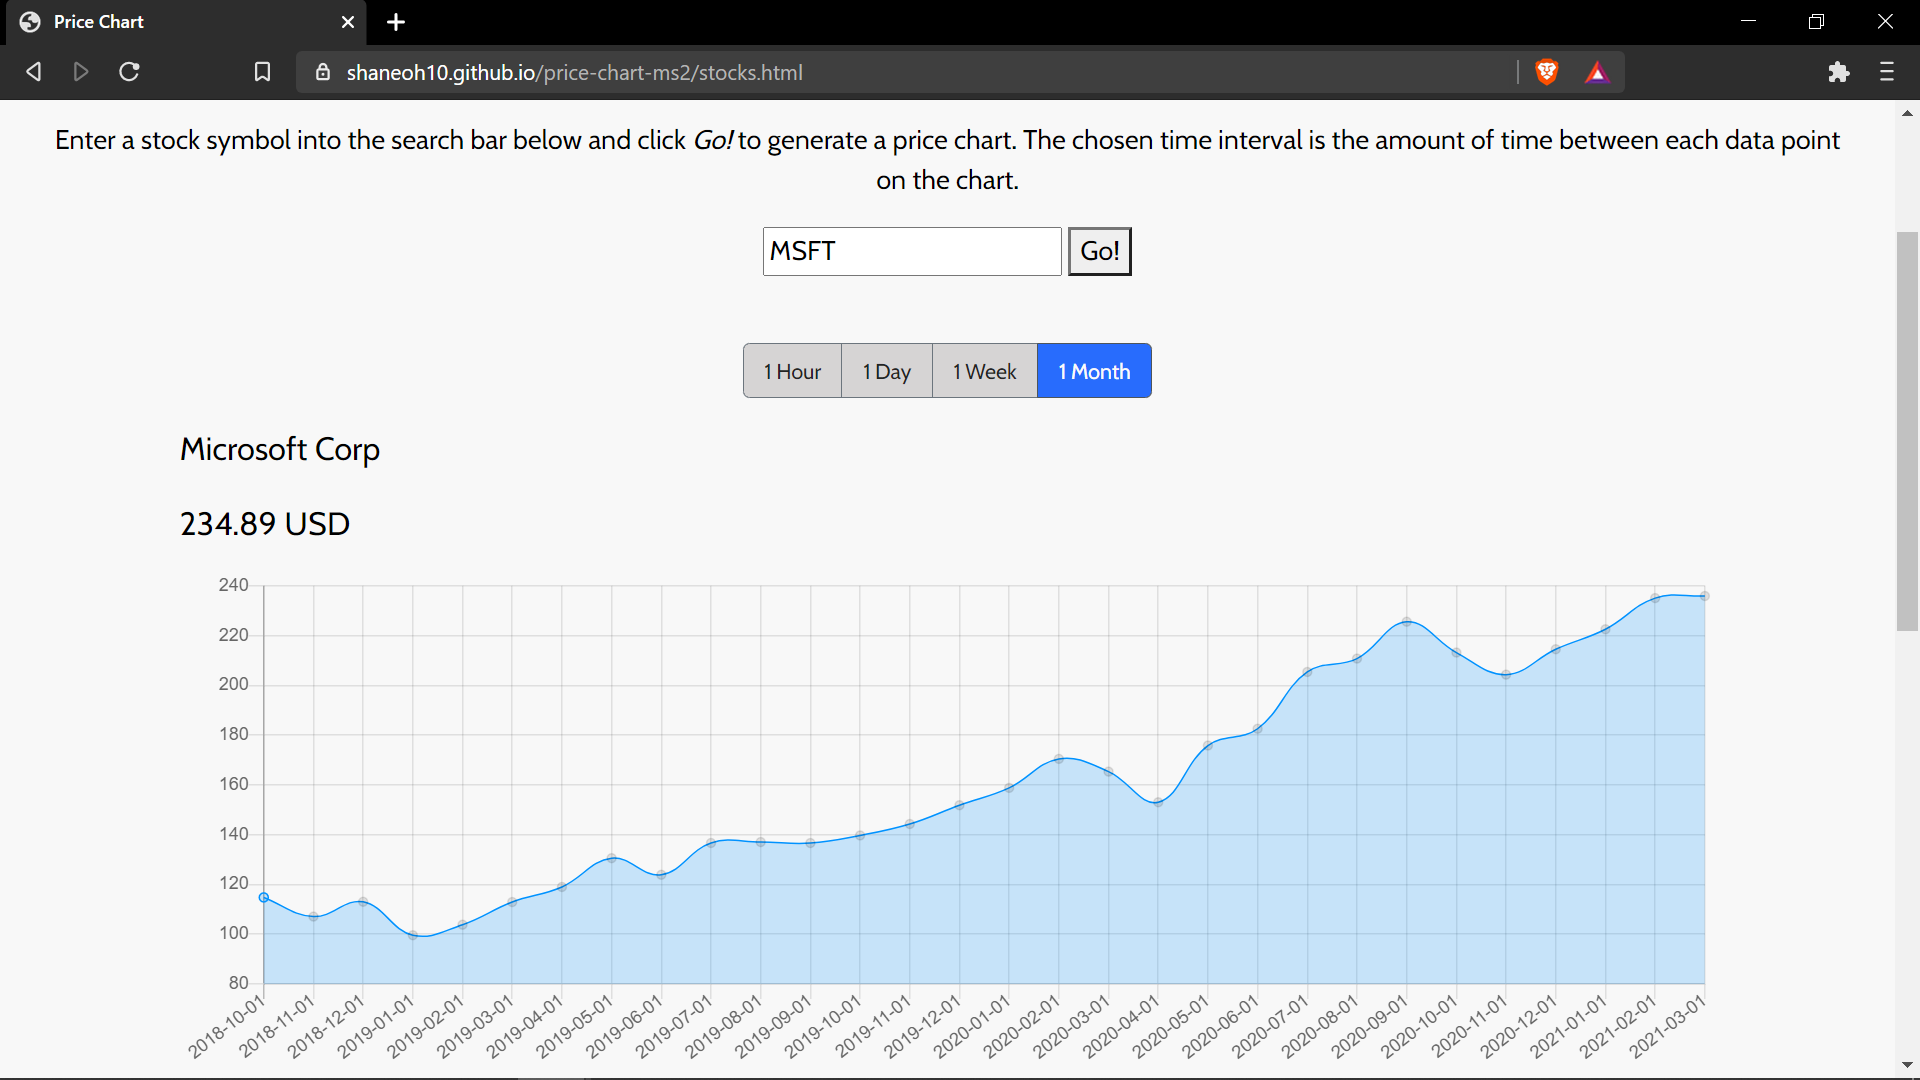 Price Chart
shaneoh10.github.io/price-chart-ms2/stocks.html
Enter a stock symbol into the search bar below and click Go! to generate a price chart. The chosen time interval is the amount of time between each data point
on the chart.
MSFT Go!
1 Hour 1 Day 1 Week 1 Month
Microsoft Corp
234.89 USD
240
220
200
180
160
140
120
100
80
2018-10-01 2018-11-01 2018-12-01 2019-01-01 2019-02-01 2019-03-01 2019-04-01 2019-05-01 2019-06-01 2019-07-01 2019-08-01 2019-09-01 2019-10-01 2019-11-01 2019-12-01 2020-01-01 2020-02-01 2020-03-01 2020-04-01 2020-05-01 2020-06-01 2020-07-01 2020-08-01 2020-09-01 2020-10-01 2020-11-01 2020-12-01 2021-01-01 2021-02-01 2021-03-01